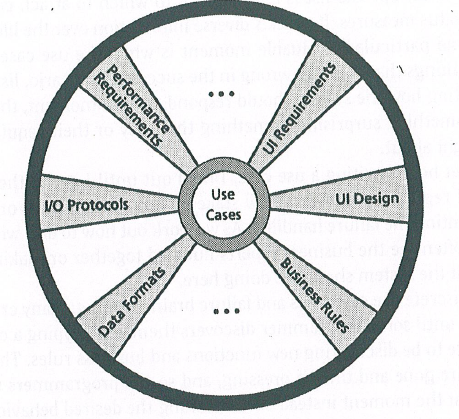 Performance
Requirements
•••
UI Requirements
I/O Protocols
Use
Cases
UI Design
Data Formats
•••
Business Rules